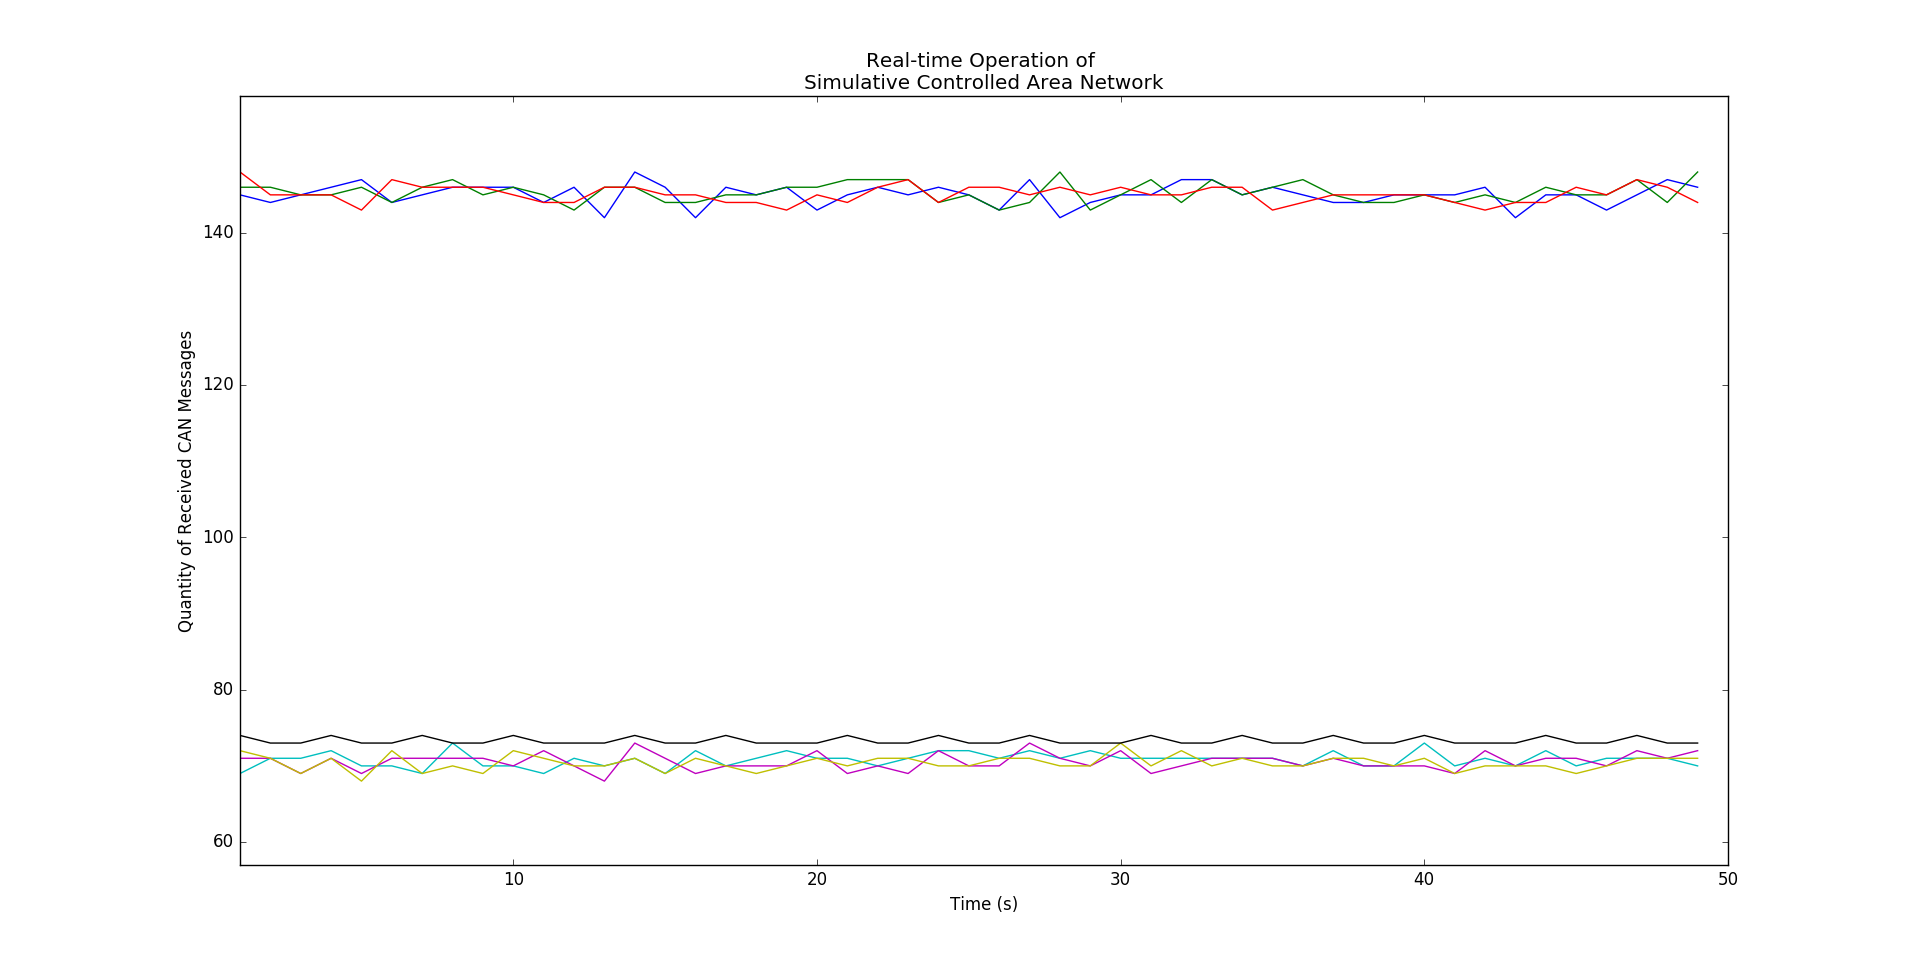 Real-time Operation of
Simulative Controlled Area Network
Quantity of Received CAN Messages
140
120
100
80
60
10
20
30
40
50
Time (s)